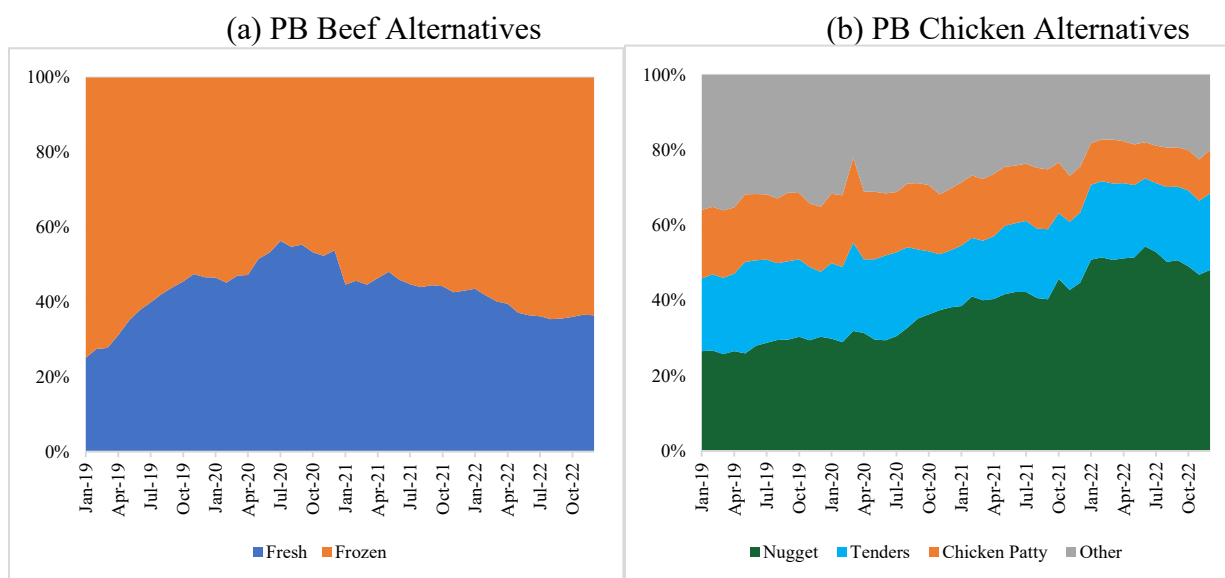 (a) PB Beef Alternatives
100%
80%
60%
40%
20%
0%
Jan-19
Apr-19
Jul-19
Oct-19
Jan-20
Apr-20
Jul-20
Oct-20
Jan-21
Apr-21
Jul-21
Oct-21
Jan-22
Apr-22
Jul-22
Oct-22
Fresh Frozen
(b) PB Chicken Alternatives
100%
80%
60%
40%
20%
0%
Jan-19
Apr-19
Jul-19
Oct-19
Jan-20
Apr-20
Jul-20
Oct-20
Jan-21
Apr-21
Jul-21
Oct-21
Jan-22
Apr-22
Jul-22
Oct-22
Nugget Tenders Chicken Patty Other